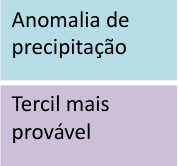 Anomalia de
precipitação
Tercil mais
provável